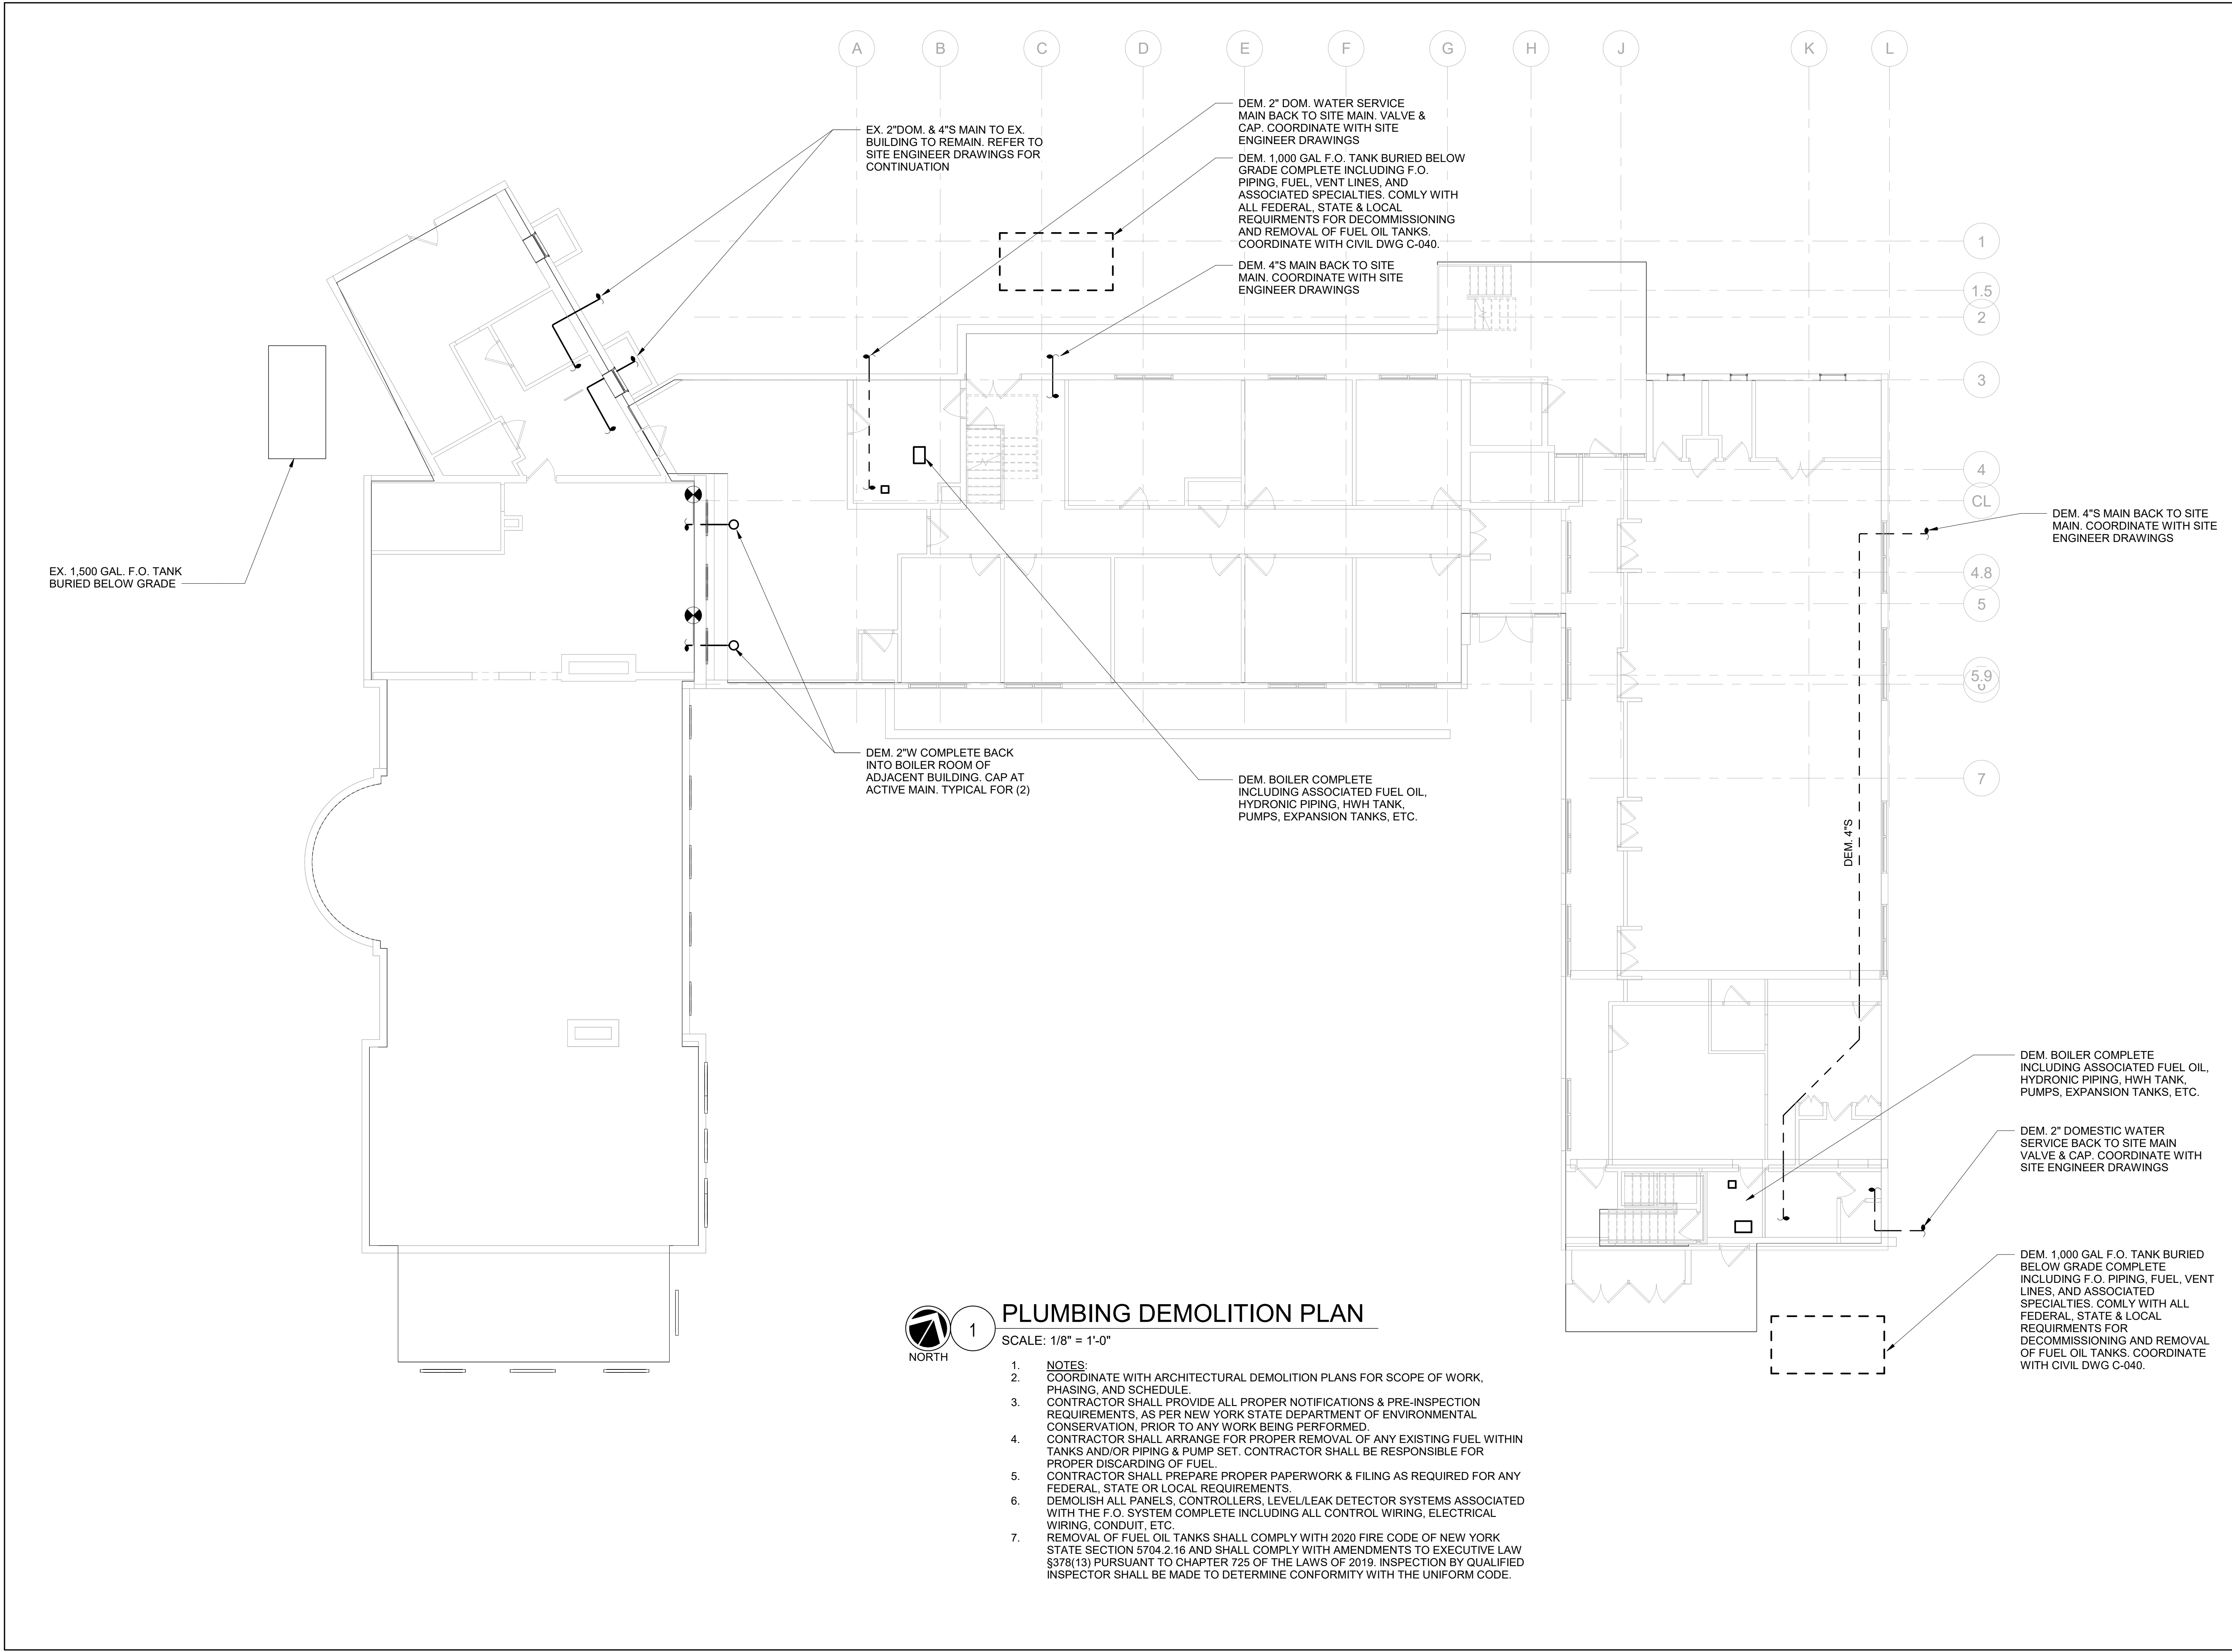 A
B
C
D
E
F
G
H
J
K
L
EX. 2"DOM. & 4"S MAIN TO EX.
BUILDING TO REMAIN. REFER TO
SITE ENGINEER DRAWINGS FOR
CONTINUATION
DEM. 2" DOM. WATER SERVICE
MAIN BACK TO SITE MAIN. VALVE &
CAP. COORDINATE WITH SITE
ENGINEER DRAWINGS
DEM. 1,000 GAL F.O. TANK BURIED BELOW
GRADE COMPLETE INCLUDING F.O.
PIPING, FUEL, VENT LINES, AND
ASSOCIATED SPECIALTIES. COMLY WITH
ALL FEDERAL, STATE & LOCAL
REQUIRMENTS FOR DECOMMISSIONING
AND REMOVAL OF FUEL OIL TANKS.
COORDINATE WITH CIVIL DWG C-040.
DEM. 4"S MAIN BACK TO SITE
MAIN. COORDINATE WITH SITE
ENGINEER DRAWINGS
1
1.5
2
3
4
CL
4.8
5
5.9
6
7
DEM. 4"S MAIN BACK TO SITE
MAIN. COORDINATE WITH SITE
ENGINEER DRAWINGS
EX. 1,500 GAL. F.O. TANK
BURIED BELOW GRADE
DEM. 2"W COMPLETE BACK
INTO BOILER ROOM OF
ADJACENT BUILDING. CAP AT
ACTIVE MAIN. TYPICAL FOR (2)
DEM. BOILER COMPLETE
INCLUDING ASSOCIATED FUEL OIL,
HYDRONIC PIPING, HWH TANK,
PUMPS, EXPANSION TANKS, ETC.
DEM. 4"S
DEM. BOILER COMPLETE
INCLUDING ASSOCIATED FUEL OIL,
HYDRONIC PIPING, HWH TANK,
PUMPS, EXPANSION TANKS, ETC.
DEM. 2" DOMESTIC WATER
SERVICE BACK TO SITE MAIN
VALVE & CAP. COORDINATE WITH
SITE ENGINEER DRAWINGS
DEM. 1,000 GAL F.O. TANK BURIED
BELOW GRADE COMPLETE
INCLUDING F.O. PIPING, FUEL, VENT
LINES, AND ASSOCIATED
SPECIALTIES. COMLY WITH ALL
FEDERAL, STATE & LOCAL
REQUIRMENTS FOR
DECOMMISSIONING AND REMOVAL
OF FUEL OIL TANKS. COORDINATE
WITH CIVIL DWG C-040.
NORTH
1
PLUMBING DEMOLITION PLAN
SCALE: 1/8" = 1'-0"
1. NOTES:
2. COORDINATE WITH ARCHITECTURAL DEMOLITION PLANS FOR SCOPE OF WORK,
PHASING, AND SCHEDULE.
3. CONTRACTOR SHALL PROVIDE ALL PROPER NOTIFICATIONS & PRE-INSPECTION
REQUIREMENTS, AS PER NEW YORK STATE DEPARTMENT OF ENVIRONMENTAL
CONSERVATION, PRIOR TO ANY WORK BEING PERFORMED.
4. CONTRACTOR SHALL ARRANGE FOR PROPER REMOVAL OF ANY EXISTING FUEL WITHIN
TANKS AND/OR PIPING & PUMP SET. CONTRACTOR SHALL BE RESPONSIBLE FOR
PROPER DISCARDING OF FUEL.
5. CONTRACTOR SHALL PREPARE PROPER PAPERWORK & FILING AS REQUIRED FOR ANY
FEDERAL, STATE OR LOCAL REQUIREMENTS.
6. DEMOLISH ALL PANELS, CONTROLLERS, LEVEL/LEAK DETECTOR SYSTEMS ASSOCIATED
WITH THE F.O. SYSTEM COMPLETE INCLUDING ALL CONTROL WIRING, ELECTRICAL
WIRING, CONDUIT, ETC.
7. REMOVAL OF FUEL OIL TANKS SHALL COMPLY WITH 2020 FIRE CODE OF NEW YORK
STATE SECTION 5704.2.16 AND SHALL COMPLY WITH AMENDMENTS TO EXECUTIVE LAW
§378(13) PURSUANT TO CHAPTER 725 OF THE LAWS OF 2019. INSPECTION BY QUALIFIED
INSPECTOR SHALL BE MADE TO DETERMINE CONFORMITY WITH THE UNIFORM CODE.